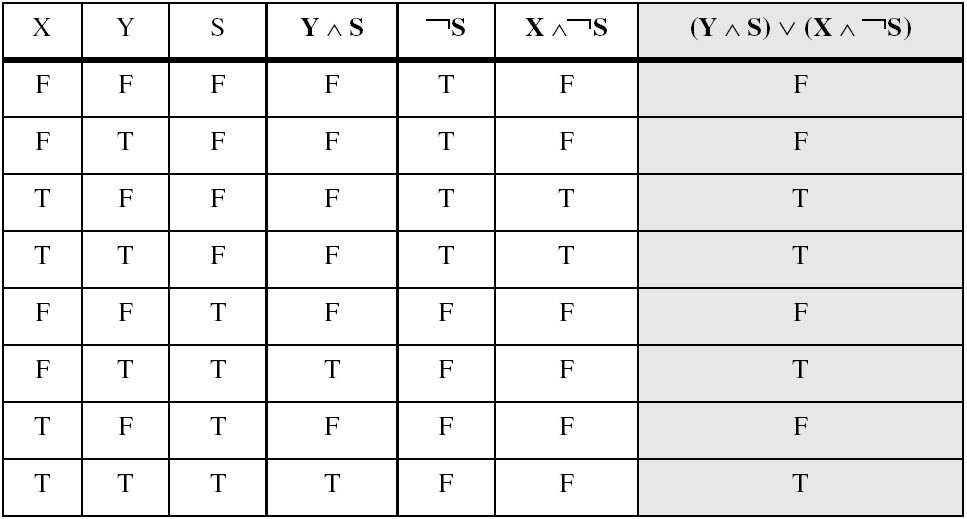 X Y S Y ∧ S ¬S X ∧ ¬S (Y ∧ S) ∨ (X ∧ ¬S)
F F F F T F F
F T F F T F F
T F F F T T T
T T F F T T T
F F T F F F F
F T T T F F T
T F T F F F F
T T T T F F T